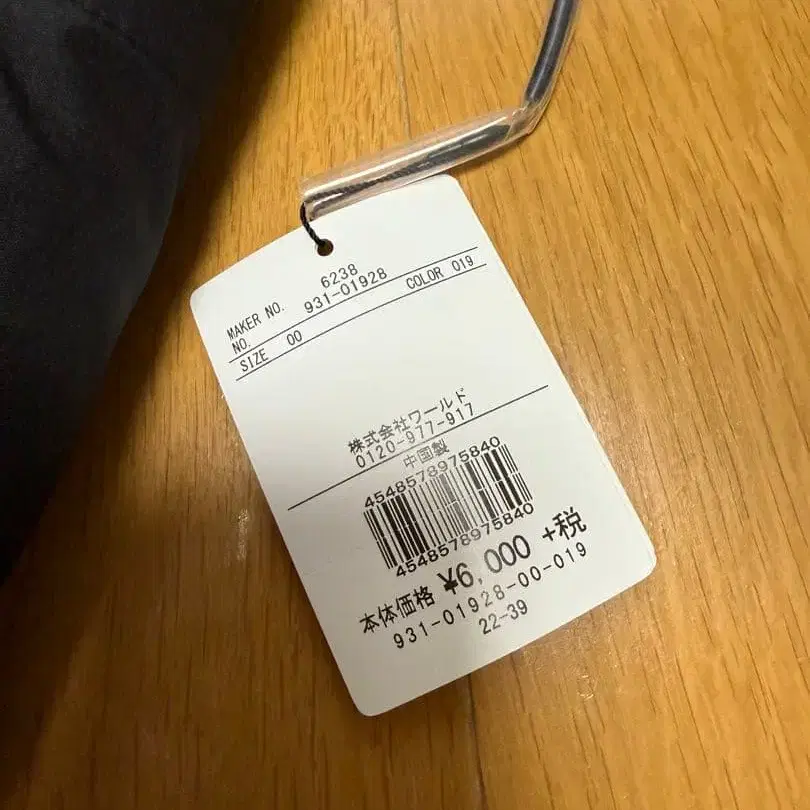 MAKER NO. 6238
NO. 931-01928
SIZE 00 COLOR 019
株式会社ワールド
0120-977-917
中国製
4548578975840
4548578975840
本体価格 ¥6,000 +税
931-01928-00-019
22-39